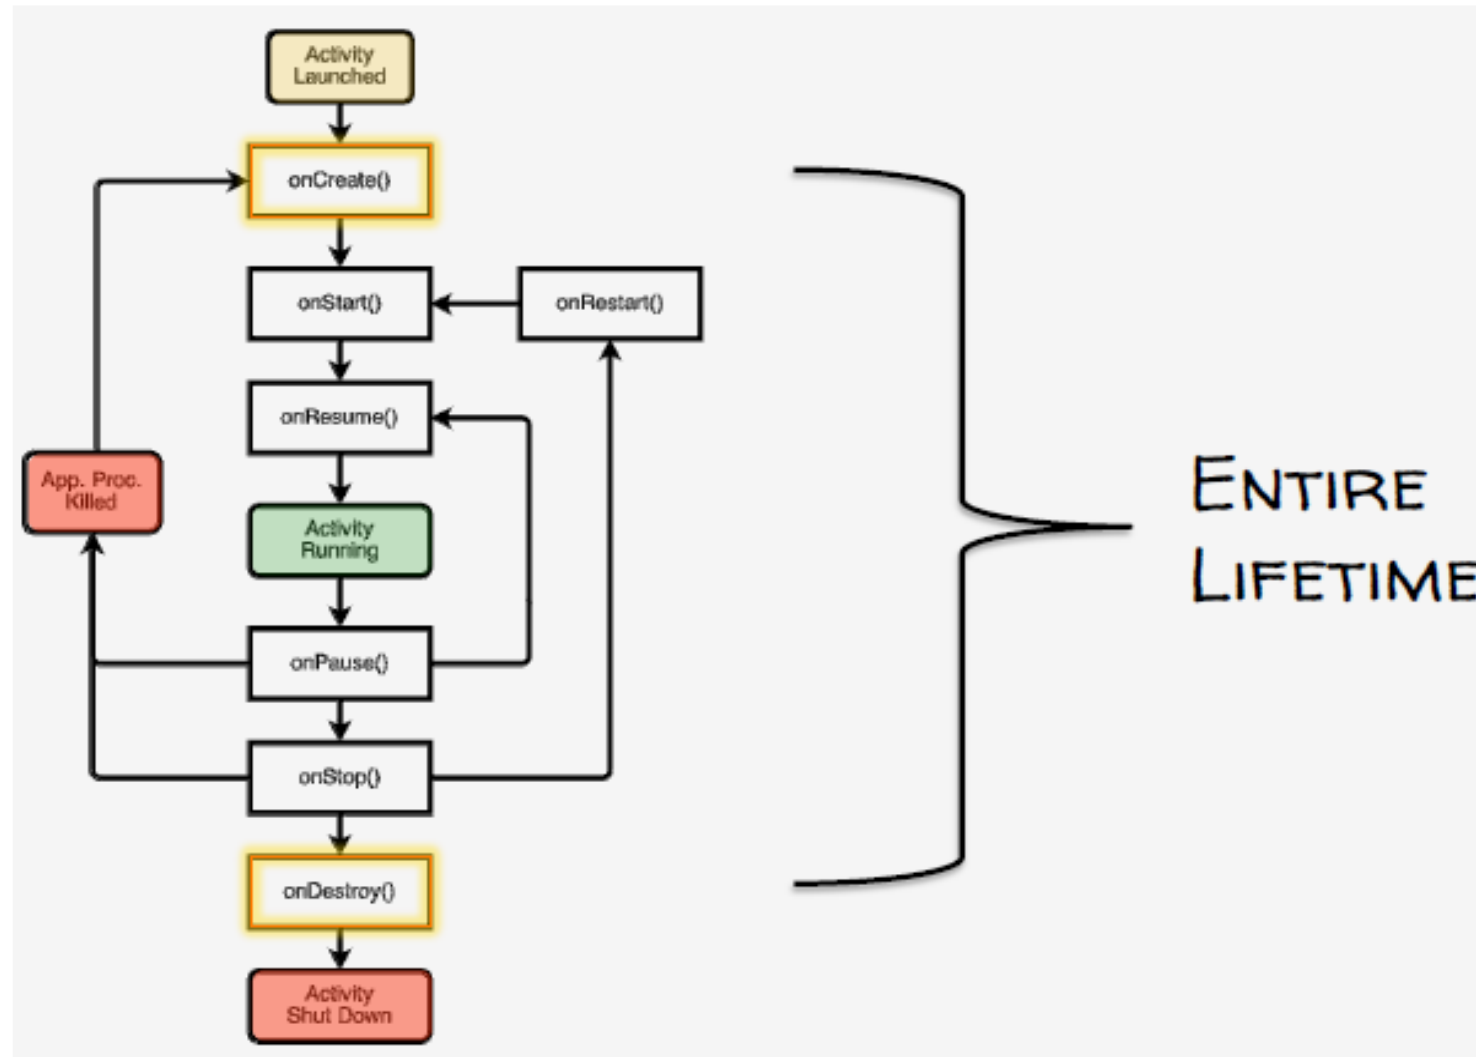 Activity
Launched
onCreate()
onStart()
onRestart()
onResume()
App. Proc.
Killed
Activity
Running
onPause()
onStop()
onDestroy()
Activity
Shut Down
ENTIRE
LIFETIME